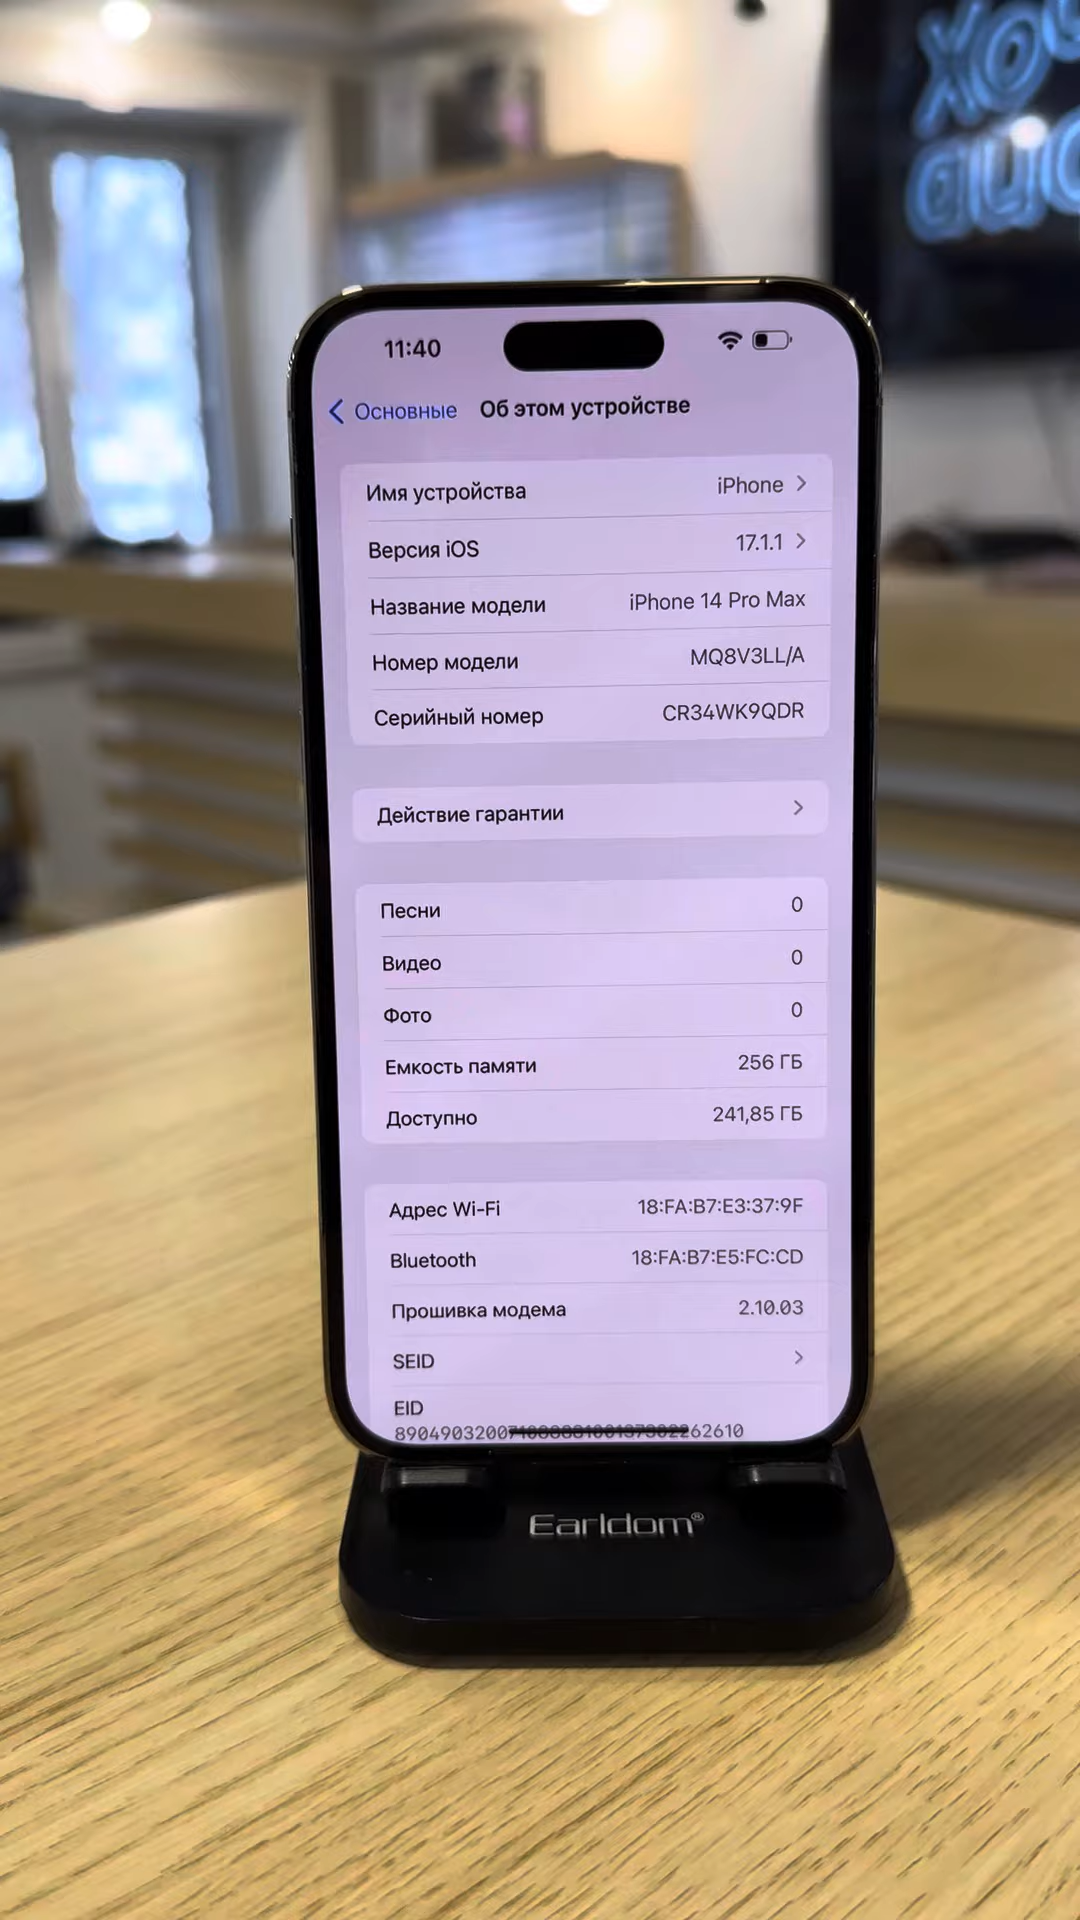 11:40
Основные Об этом устройстве
Имя устройства iPhone
Версия iOS 17.1.1
Название модели iPhone 14 Pro Max
Номер модели MQ8V3LL/A
Серийный номер CR34WK9QDR
Действие гарантии
Песни 0
Видео 0
Фото 0
Емкость памяти 256 ГБ
Доступно 241,85 ГБ
Адрес Wi-Fi 18:FA:B7:E3:37:9F
Bluetooth 18:FA:B7:E5:FC:CD
Прошивка модема 2.10.03
SEID
EID
Earldom®